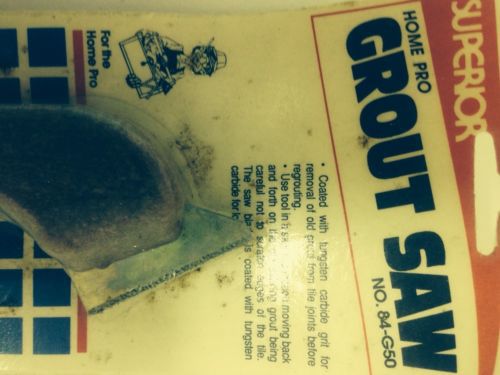 SUPERIOR
HOME PRO
GROUT SAW
NO. 84-G50
For the
Home Pro
• Coated with tungsten carbide grit for
removal of old grout from tile joints before
regrouting.
• Use tool in moving back
and forth on the grout being
careful not to scratch edges of the tile.
The saw is coated with tungsten
carbide for